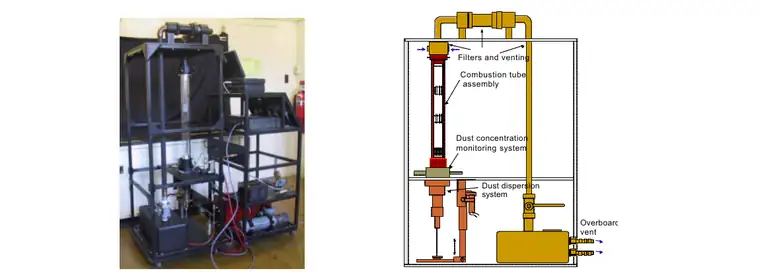 Filters and venting
Combustion tube
assembly
Dust concentration
monitoring system
Dust dispersion
system
Overboard
vent